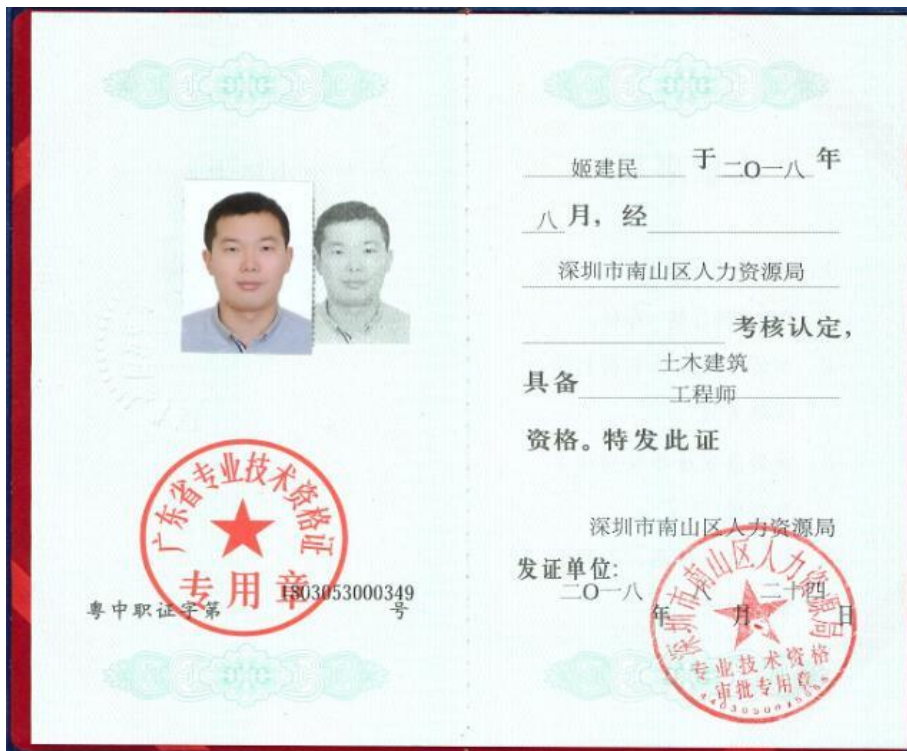 广东省专业技术资格证
专用章
1803053000349
粤中职证字第 号
姬建民 于 二〇一八 年
八 月，经
深圳市南山区人力资源局
考核认定，
具备 土木建筑
工程师
资格。特发此证
深圳市南山区人力资源局
发证单位:
二〇一八 年 八 月 二十四 日
深圳市南山区人力资源局
专业技术资格
审批专用章